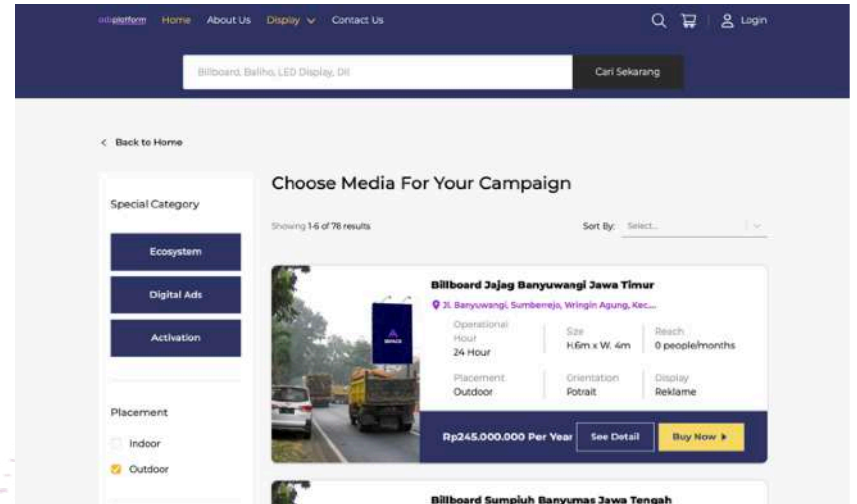 adsplatform Home About Us Display Contact Us Login
Billboard, Baliho, LED Display, Dll Cari Sekarang
Back to Home
Choose Media For Your Campaign
Special Category
Showing 1-6 of 78 results Sort By: Select...
Ecosystem
Digital Ads
Activation
Billboard Jajag Banyuwangi Jawa Timur
Jl. Banyuwangi, Sumberrejo, Wringin Agung, Kec....
Operational
Hour
24 Hour
Size
H.6m x W. 4m
Reach
0 people/months
Placement
Outdoor
Orientation
Potrait
Display
Reklame
Rp245.000.000 Per Year See Detail Buy Now
Placement
Indoor
Outdoor
Billboard Sumpiuh Banyumas Jawa Tengah